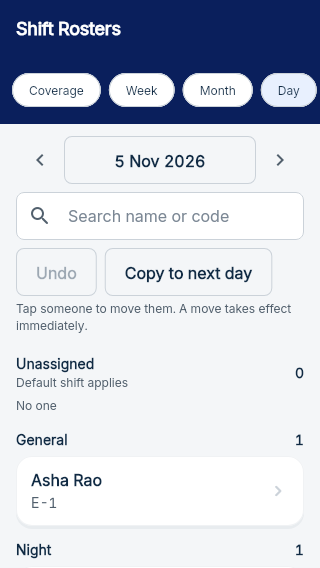 Shift Rosters
Coverage
Week
Month
Day
5 Nov 2026
Search name or code
Undo
Copy to next day
Tap someone to move them. A move takes effect
immediately.
Unassigned
0
Default shift applies
No one
General
1
Asha Rao
E-1
Night
1